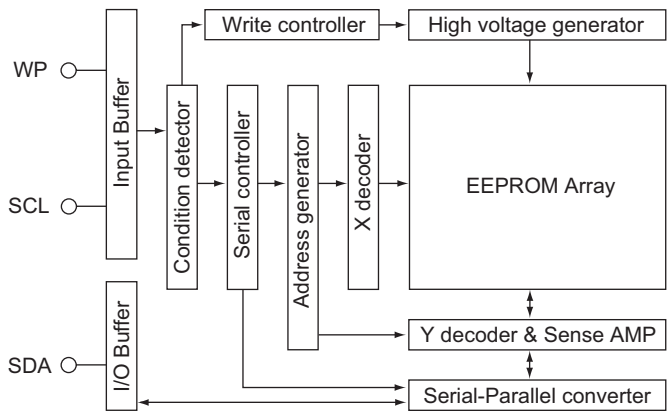 Write controller
High voltage generator
WP
Input Buffer
Condition detector
Serial controller
Address generator
X decoder
EEPROM Array
SCL
SDA
I/O Buffer
Y decoder & Sense AMP
Serial-Parallel converter